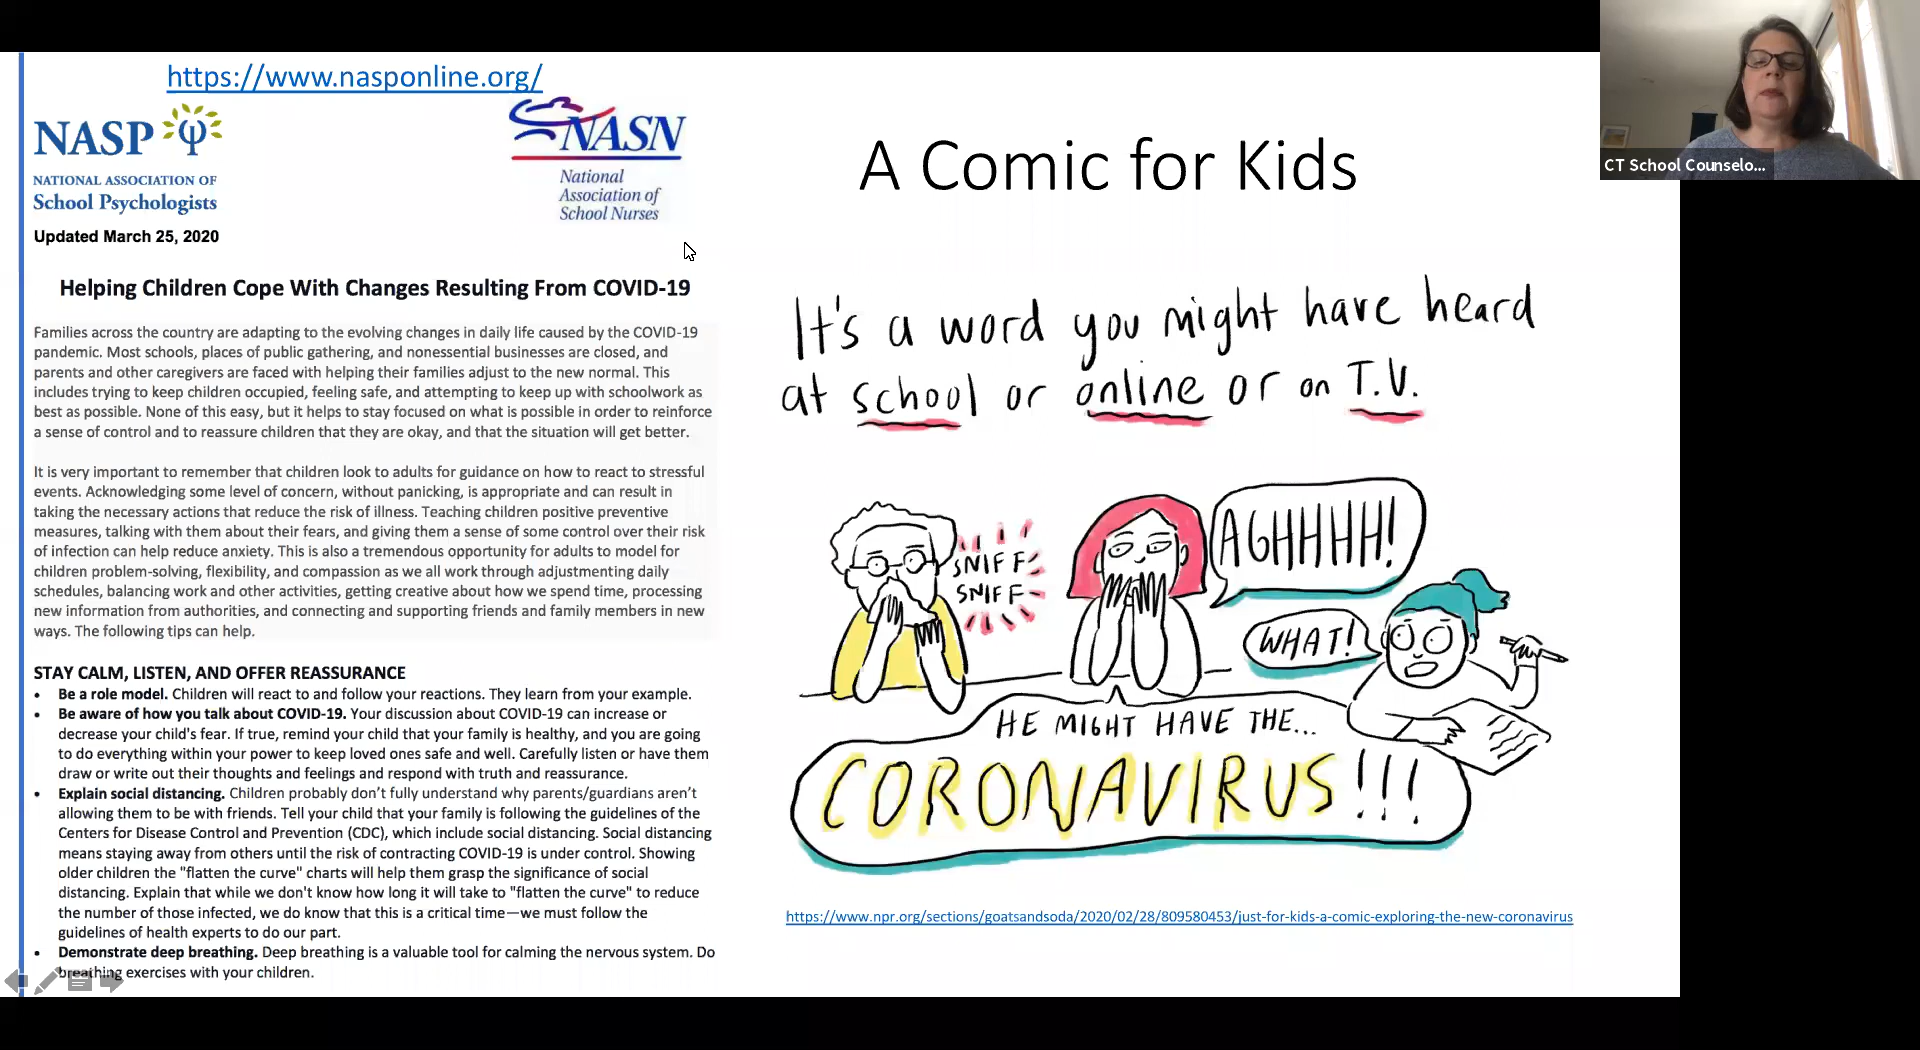 https://www.nasponline.org/
NASP
NATIONAL ASSOCIATION OF
School Psychologists
NASN
National
Association of
School Nurses
Updated March 25, 2020
Helping Children Cope With Changes Resulting From COVID-19
Families across the country are adapting to the evolving changes in daily life caused by the COVID-19
pandemic. Most schools, places of public gathering, and nonessential businesses are closed, and
parents and other caregivers are faced with helping their families adjust to the new normal. This
includes trying to keep children occupied, feeling safe, and attempting to keep up with schoolwork as
best as possible. None of this easy, but it helps to stay focused on what is possible in order to reinforce
a sense of control and to reassure children that they are okay, and that the situation will get better.
It is very important to remember that children look to adults for guidance on how to react to stressful
events. Acknowledging some level of concern, without panicking, is appropriate and can result in
taking the necessary actions that reduce the risk of illness. Teaching children positive preventive
measures, talking with them about their fears, and giving them a sense of some control over their risk
of infection can help reduce anxiety. This is also a tremendous opportunity for adults to model for
children problem-solving, flexibility, and compassion as we all work through adjustmenting daily
schedules, balancing work and other activities, getting creative about how we spend time, processing
new information from authorities, and connecting and supporting friends and family members in new
ways. The following tips can help.
STAY CALM, LISTEN, AND OFFER REASSURANCE
• Be a role model. Children will react to and follow your reactions. They learn from your example.
• Be aware of how you talk about COVID-19. Your discussion about COVID-19 can increase or
decrease your child's fear. If true, remind your child that your family is healthy, and you are going
to do everything within your power to keep loved ones safe and well. Carefully listen or have them
draw or write out their thoughts and feelings and respond with truth and reassurance.
• Explain social distancing. Children probably don’t fully understand why parents/guardians aren’t
allowing them to be with friends. Tell your child that your family is following the guidelines of the
Centers for Disease Control and Prevention (CDC), which include social distancing. Social distancing
means staying away from others until the risk of contracting COVID-19 is under control. Showing
older children the "flatten the curve" charts will help them grasp the significance of social
distancing. Explain that while we don't know how long it will take to "flatten the curve" to reduce
the number of those infected, we do know that this is a critical time—we must follow the
guidelines of health experts to do our part.
• Demonstrate deep breathing. Deep breathing is a valuable tool for calming the nervous system. Do
breathing exercises with your children.
A Comic for Kids
It's a word you might have heard
at school or online or on T.V.
SNIFF
SNIFF
AGHHHH!
WHAT!
HE MIGHT HAVE THE...
CORONAVIRUS!!!
https://www.npr.org/sections/goatsandsoda/2020/02/28/809580453/just-for-kids-a-comic-exploring-the-new-coronavirus
CT School Counselo...